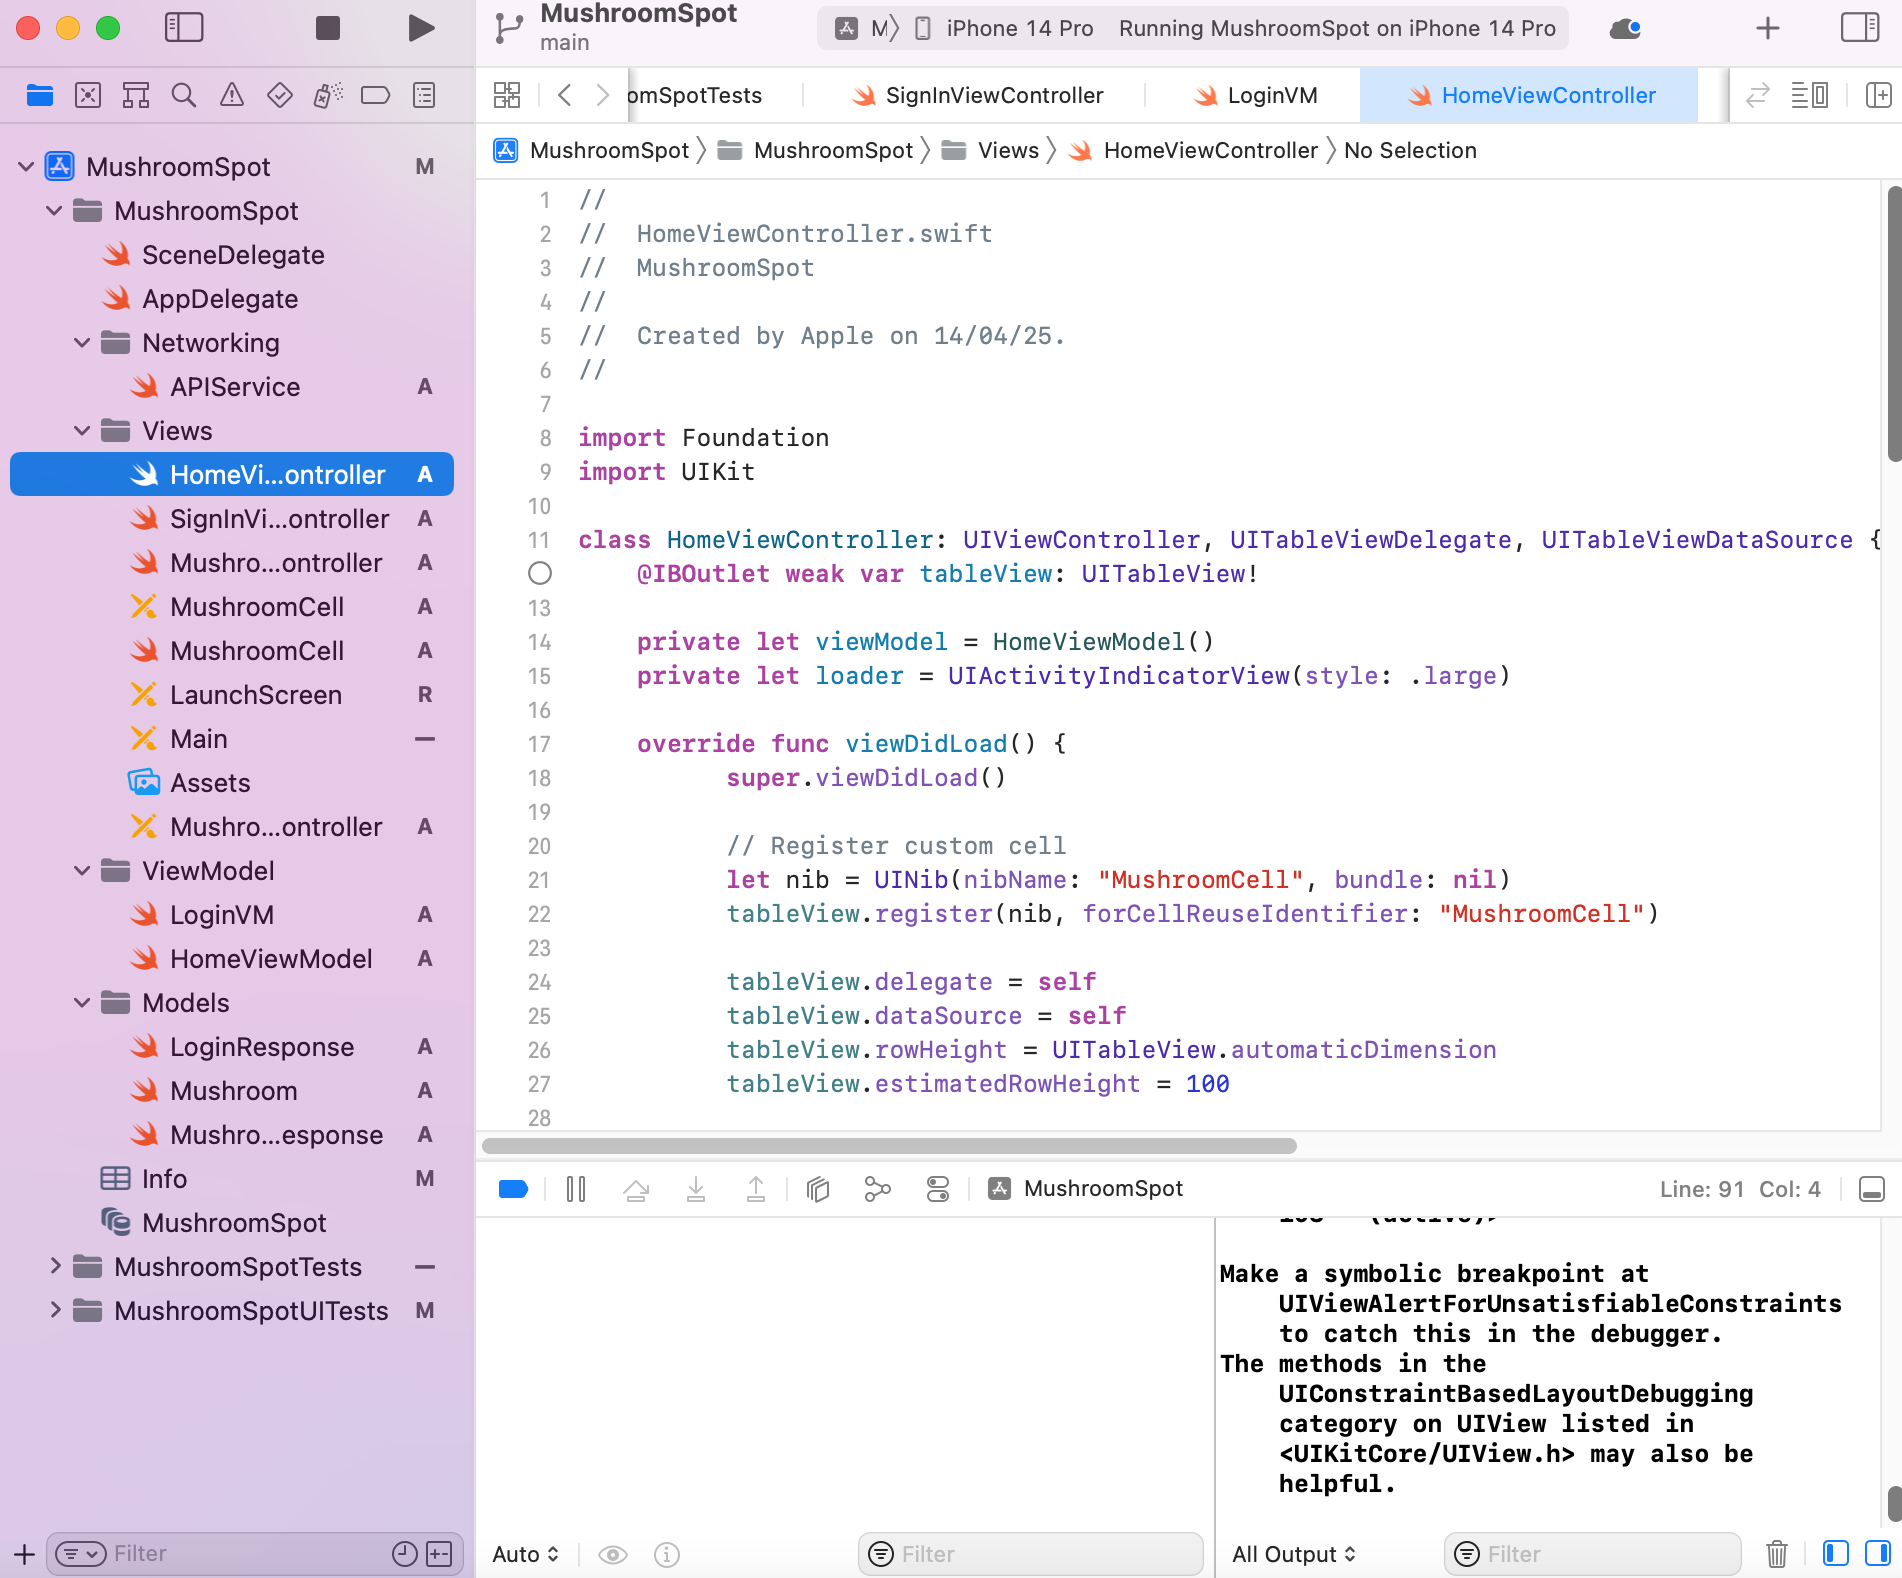 MushroomSpot
main
M
iPhone 14 Pro
Running MushroomSpot on iPhone 14 Pro
omSpotTests
SignInViewController
LoginVM
HomeViewController
MushroomSpot
MushroomSpot
Views
HomeViewController
No Selection
MushroomSpot M
MushroomSpot
SceneDelegate
AppDelegate
Networking
APIService A
Views
HomeVi...ontroller A
SignInVi...ontroller A
Mushro...ontroller A
MushroomCell A
MushroomCell A
LaunchScreen R
Main —
Assets
Mushro...ontroller A
ViewModel
LoginVM A
HomeViewModel A
Models
LoginResponse A
Mushroom A
Mushro...esponse A
Info M
MushroomSpot
MushroomSpotTests —
MushroomSpotUITests M
Filter
1 //
2 //  HomeViewController.swift
3 //  MushroomSpot
4 //
5 //  Created by Apple on 14/04/25.
6 //
7
8 import Foundation
9 import UIKit
10
11 class HomeViewController: UIViewController, UITableViewDelegate, UITableViewDataSource {
@IBOutlet weak var tableView: UITableView!
13
14 private let viewModel = HomeViewModel()
15 private let loader = UIActivityIndicatorView(style: .large)
16
17 override func viewDidLoad() {
18 super.viewDidLoad()
19
20 // Register custom cell
21 let nib = UINib(nibName: "MushroomCell", bundle: nil)
22 tableView.register(nib, forCellReuseIdentifier: "MushroomCell")
23
24 tableView.delegate = self
25 tableView.dataSource = self
26 tableView.rowHeight = UITableView.automaticDimension
27 tableView.estimatedRowHeight = 100
28
MushroomSpot
Line: 91 Col: 4
Make a symbolic breakpoint at
UIViewAlertForUnsatisfiableConstraints
to catch this in the debugger.
The methods in the
UIConstraintBasedLayoutDebugging
category on UIView listed in
<UIKitCore/UIView.h> may also be
helpful.
Auto
Filter
All Output
Filter